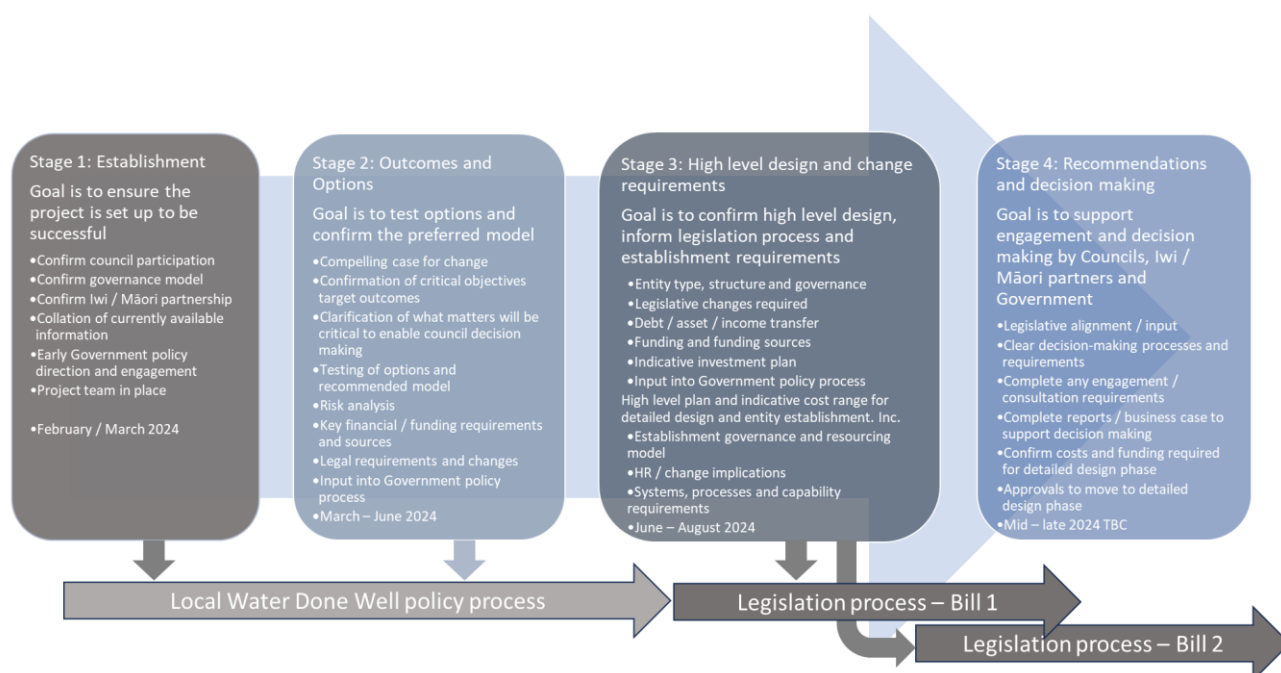 Stage 1: Establishment
Goal is to ensure the
project is set up to be
successful
•Confirm council participation
•Confirm governance model
•Confirm Iwi / Māori partnership
•Collation of currently available
information
•Early Government policy
direction and engagement
•Project team in place
•February / March 2024
Stage 2: Outcomes and
Options
Goal is to test options and
confirm the preferred model
•Compelling case for change
•Confirmation of critical objectives
target outcomes
•Clarification of what matters will be
critical to enable council decision
making
•Testing of options and
recommended model
•Risk analysis
•Key financial / funding requirements
and sources
•Legal requirements and changes
•Input into Government policy
process
•March – June 2024
Stage 3: High level design and change
requirements
Goal is to confirm high level design,
inform legislation process and
establishment requirements
•Entity type, structure and governance
•Legislative changes required
•Debt / asset / income transfer
•Funding and funding sources
•Indicative investment plan
•Input into Government policy process
High level plan and indicative cost range for
detailed design and entity establishment. Inc.
•Establishment governance and resourcing
model
•HR / change implications
•Systems, processes and capability
requirements
•June – August 2024
Stage 4: Recommendations
and decision making
Goal is to support
engagement and decision
making by Councils, Iwi /
Māori partners and
Government
•Legislative alignment / input
•Clear decision-making processes and
requirements
•Complete any engagement /
consultation requirements
•Complete reports / business case to
support decision making
•Confirm costs and funding required
for detailed design phase
•Approvals to move to detailed
design phase
•Mid – late 2024 TBC
Local Water Done Well policy process
Legislation process – Bill 1
Legislation process – Bill 2